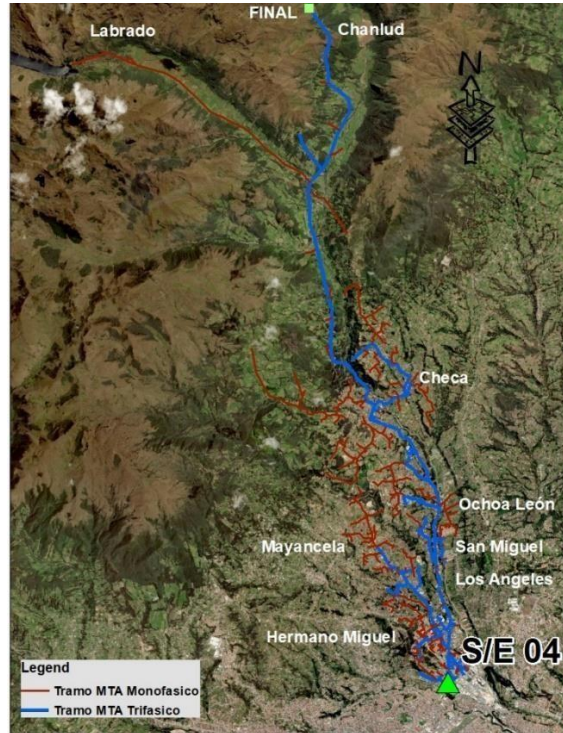 FINAL
Labrado
Chanlud
N
Checa
Ochoa León
Mayancela
San Miguel
Los Angeles
Hermano Miguel
S/E 04
Legend
Tramo MTA Monofasico
Tramo MTA Trifasico